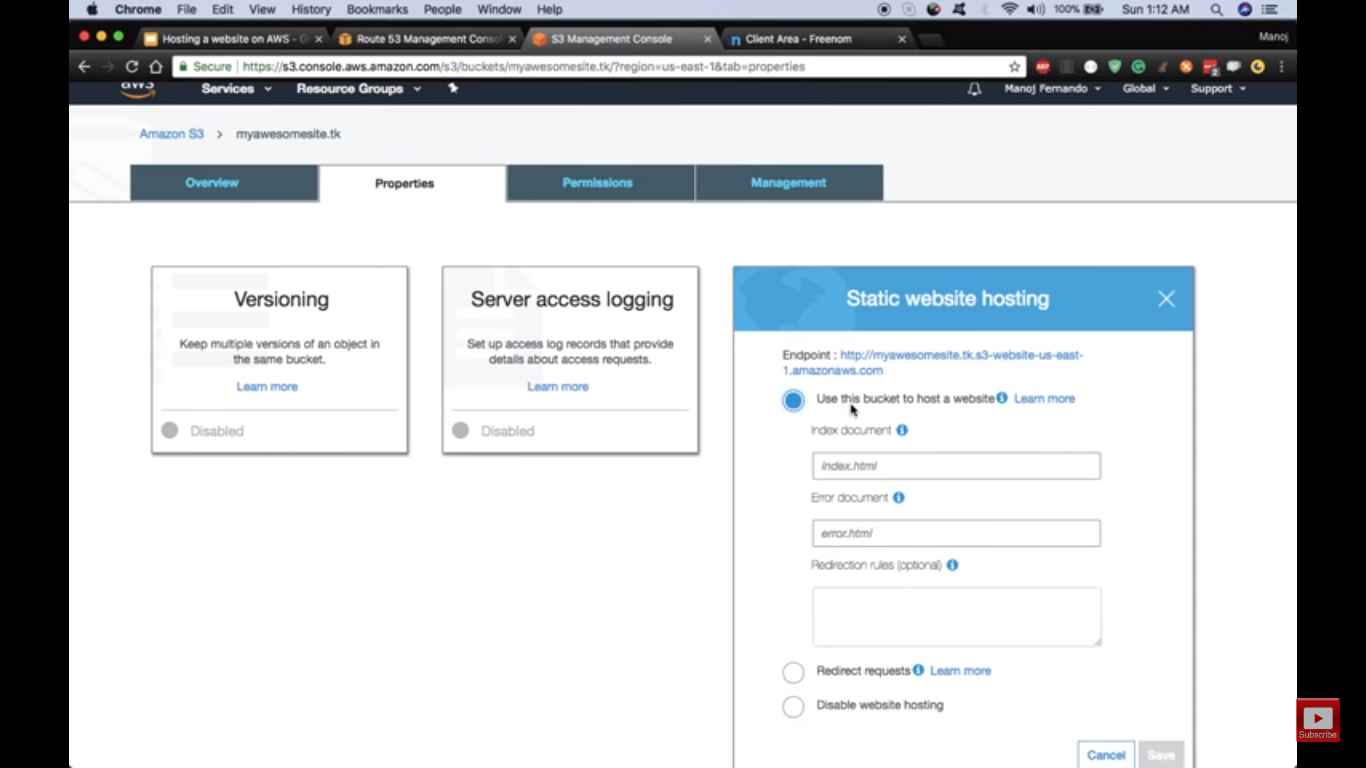 Chrome File Edit View History Bookmarks People Window Help 100% Sun 1:12 AM
Hosting a website on AWS - G Route 53 Management Conso S3 Management Console Client Area - Freenom Manoj
Secure https://s3.console.aws.amazon.com/s3/buckets/myawesomesite.tk/?region=us-east-1&tab=properties
aws Services Resource Groups Manoj Fernando Global Support
Amazon S3 > myawesomesite.tk
Overview Properties Permissions Management
Versioning
Keep multiple versions of an object in
the same bucket.
Learn more
Disabled
Server access logging
Set up access log records that provide
details about access requests.
Learn more
Disabled
Static website hosting
Endpoint : http://myawesomesite.tk.s3-website-us-east-
1.amazonaws.com
Use this bucket to host a website Learn more
Index document
index.html
Error document
error.html
Redirection rules (optional)
Redirect requests Learn more
Disable website hosting
Cancel Save
Subscribe